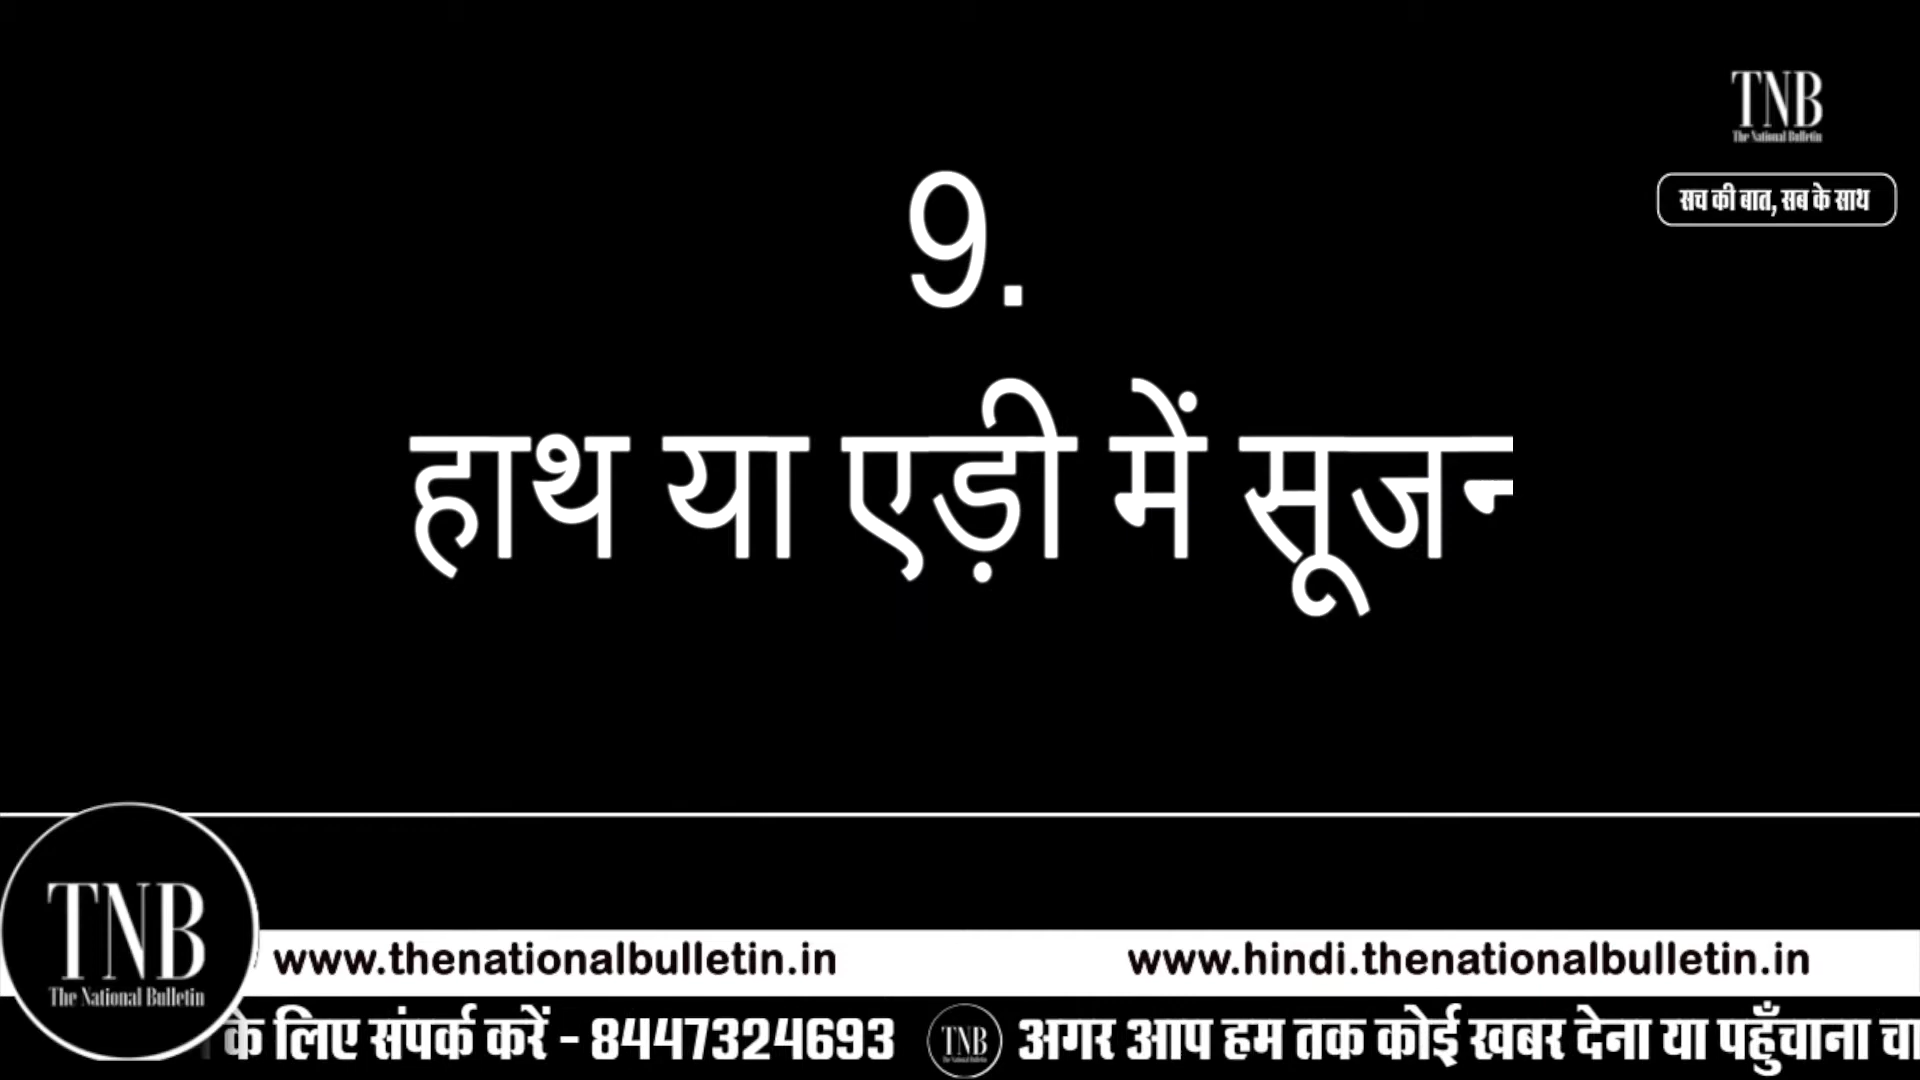 TNB
The National Bulletin
सच की बात, सब के साथ
9.
हाथ या एड़ी में सूजन
TNB
The National Bulletin
www.thenationalbulletin.in
www.hindi.thenationalbulletin.in
के लिए संपर्क करें - 8447324693 TNB अगर आप हम तक कोई खबर देना या पहुँचाना चा